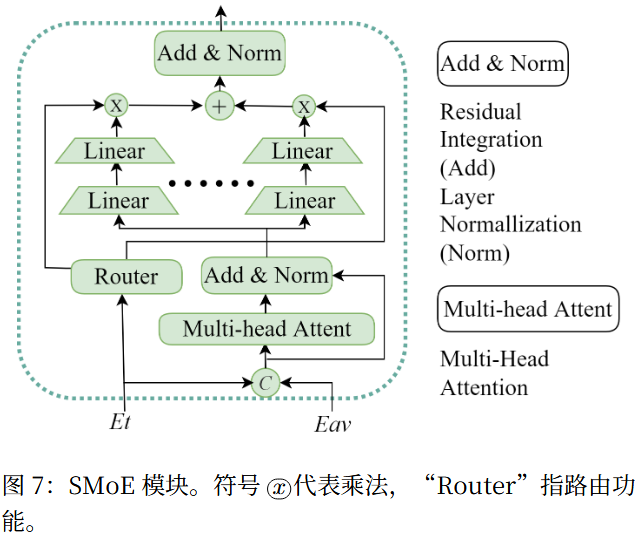 Add & Norm
X
+
X
Linear
Linear
Linear
Linear
Router
Add & Norm
Multi-head Attent
C
Et
Eav
Add & Norm
Residual
Integration
(Add)
Layer
Normallization
(Norm)
Multi-head Attent
Multi-Head
Attention
图 7：SMoE 模块。符号 ⓧ代表乘法，“Router”指路由功
能。